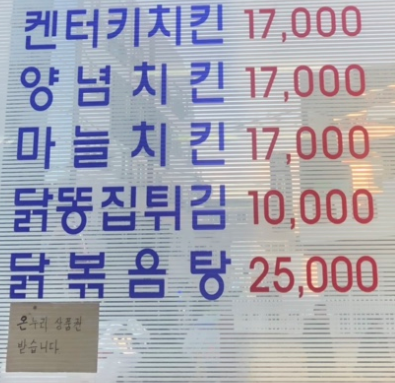 켄터키치킨 17,000
양념치킨 17,000
마늘치킨 17,000
닭똥집튀김 10,000
닭볶음탕 25,000
온누리 상품권
받습니다